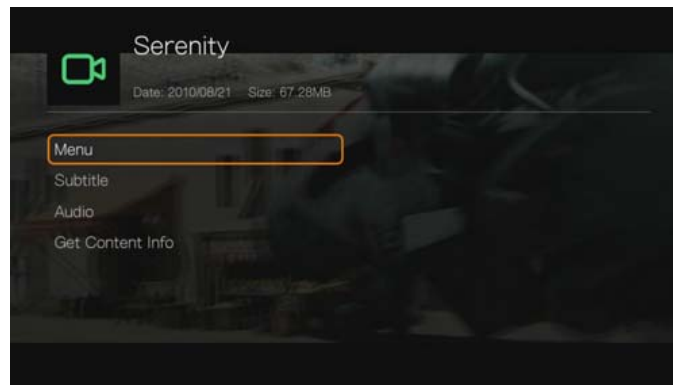 Serenity
Date: 2010/08/21 Size: 67.28MB
Menu
Subtitle
Audio
Get Content Info